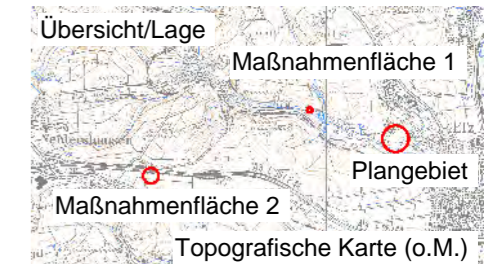 Übersicht/Lage
Maßnahmenfläche 1
Plangebiet
Maßnahmenfläche 2
Topografische Karte (o.M.)